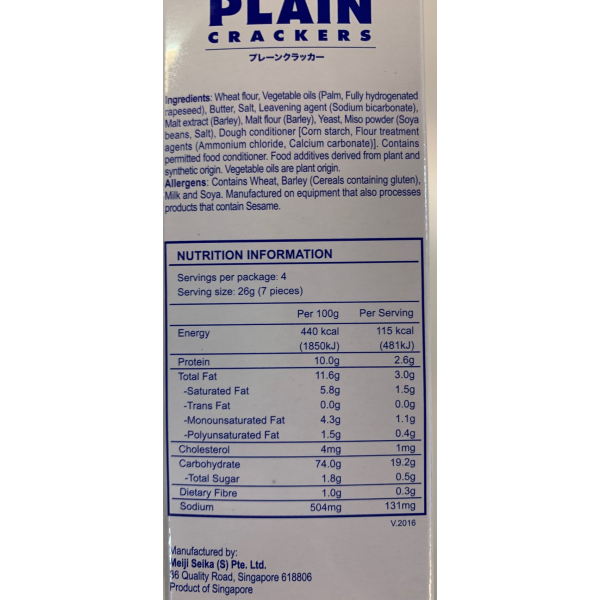 PLAIN
CRACKERS
プレーンクラッカー
Ingredients: Wheat flour, Vegetable oils (Palm, Fully hydrogenated
rapeseed), Butter, Salt, Leavening agent (Sodium bicarbonate),
Malt extract (Barley), Malt flour (Barley), Yeast, Miso powder (Soya
beans, Salt), Dough conditioner [Corn starch, Flour treatment
agents (Ammonium chloride, Calcium carbonate)]. Contains
permitted food conditioner. Food additives derived from plant and
synthetic origin. Vegetable oils are plant origin.
Allergens: Contains Wheat, Barley (Cereals containing gluten),
Milk and Soya. Manufactured on equipment that also processes
products that contain Sesame.
NUTRITION INFORMATION
Servings per package: 4
Serving size: 26g (7 pieces)
Per 100g Per Serving
Energy 440 kcal 115 kcal
(1850kJ) (481kJ)
Protein 10.0g 2.6g
Total Fat 11.6g 3.0g
-Saturated Fat 5.8g 1.5g
-Trans Fat 0.0g 0.0g
-Monounsaturated Fat 4.3g 1.1g
-Polyunsaturated Fat 1.5g 0.4g
Cholesterol 4mg 1mg
Carbohydrate 74.0g 19.2g
-Total Sugar 1.8g 0.5g
Dietary Fibre 1.0g 0.3g
Sodium 504mg 131mg
V.2016
Manufactured by:
Meiji Seika (S) Pte. Ltd.
36 Quality Road, Singapore 618806
Product of Singapore